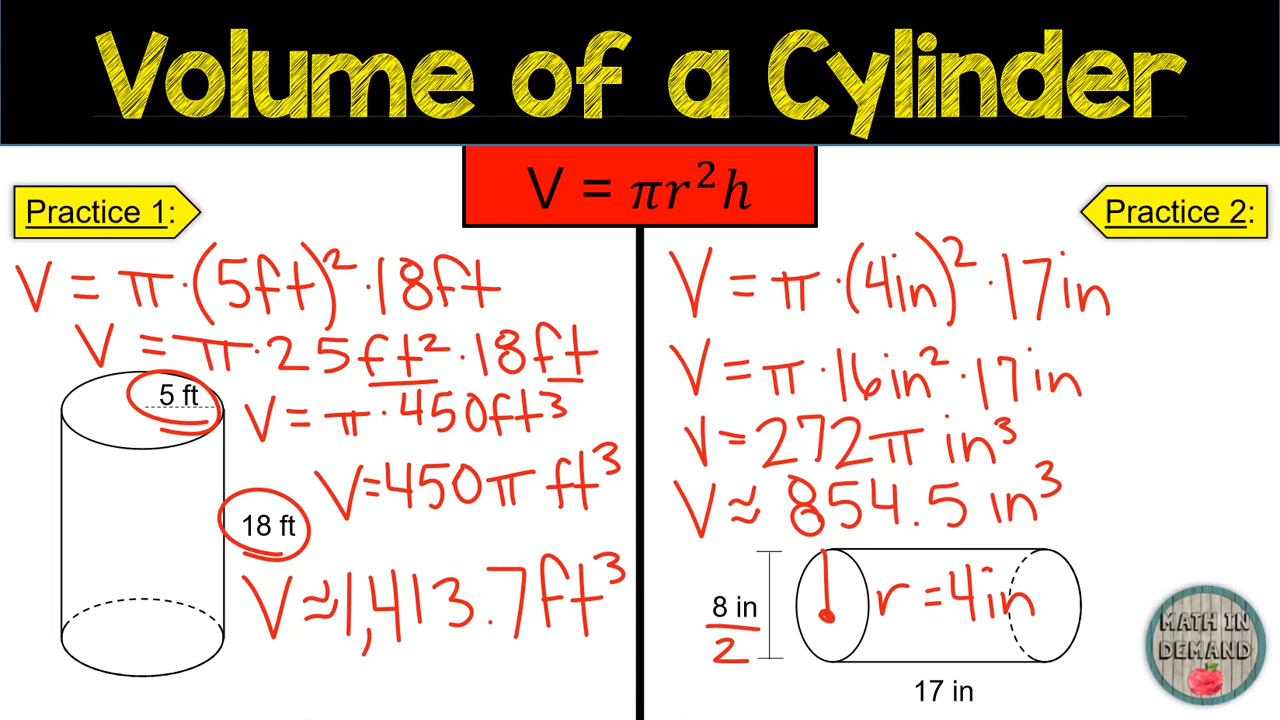 Volume of a Cylinder
V = πr²h
Practice 1:
V = π·(5ft)²·18ft
V = π·25ft²·18ft
5 ft
V = π·450ft³
V=450π ft³
18 ft
V≈1,413.7ft³
Practice 2:
V = π·(4in)²·17in
V = π·16in²·17in
V=272π in³
V≈854.5 in³
8 in
2
r=4in
17 in
MATH IN
DEMAND